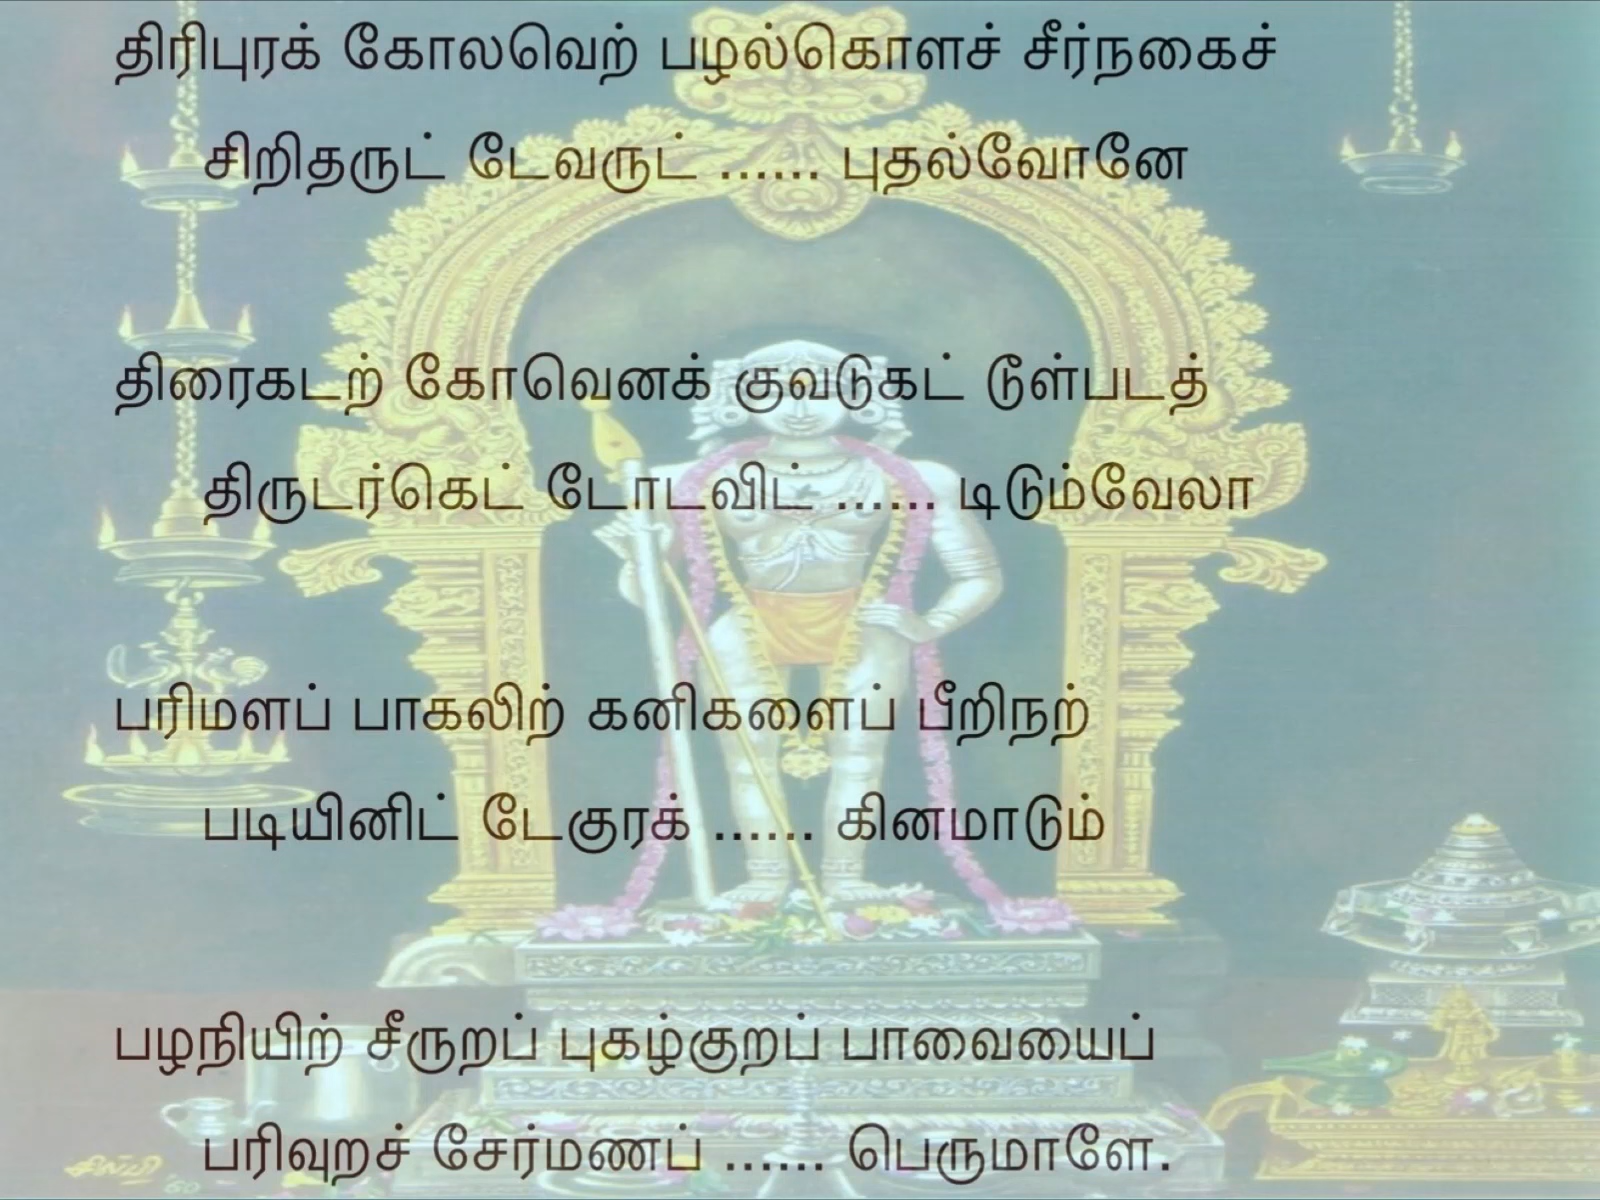 திரிபுரக் கோலவெற் பழல்கொளச் சீர்நகைச்
சிறிதருட் டேவருட் ...... புதல்வோனே
திரைகடற் கோவெனக் குவடுகட் டூள்படத்
திருடர்கெட் டோடவிட் ...... டிடும்வேலா
பரிமளப் பாகலிற் கனிகளைப் பீறிநற்
படியினிட் டேகுரக் ...... கினமாடும்
பழநியிற் சீருறப் புகழ்குறப் பாவையைப்
பரிவுறச் சேர்மணப் ...... பெருமாளே.
சில்பி '60